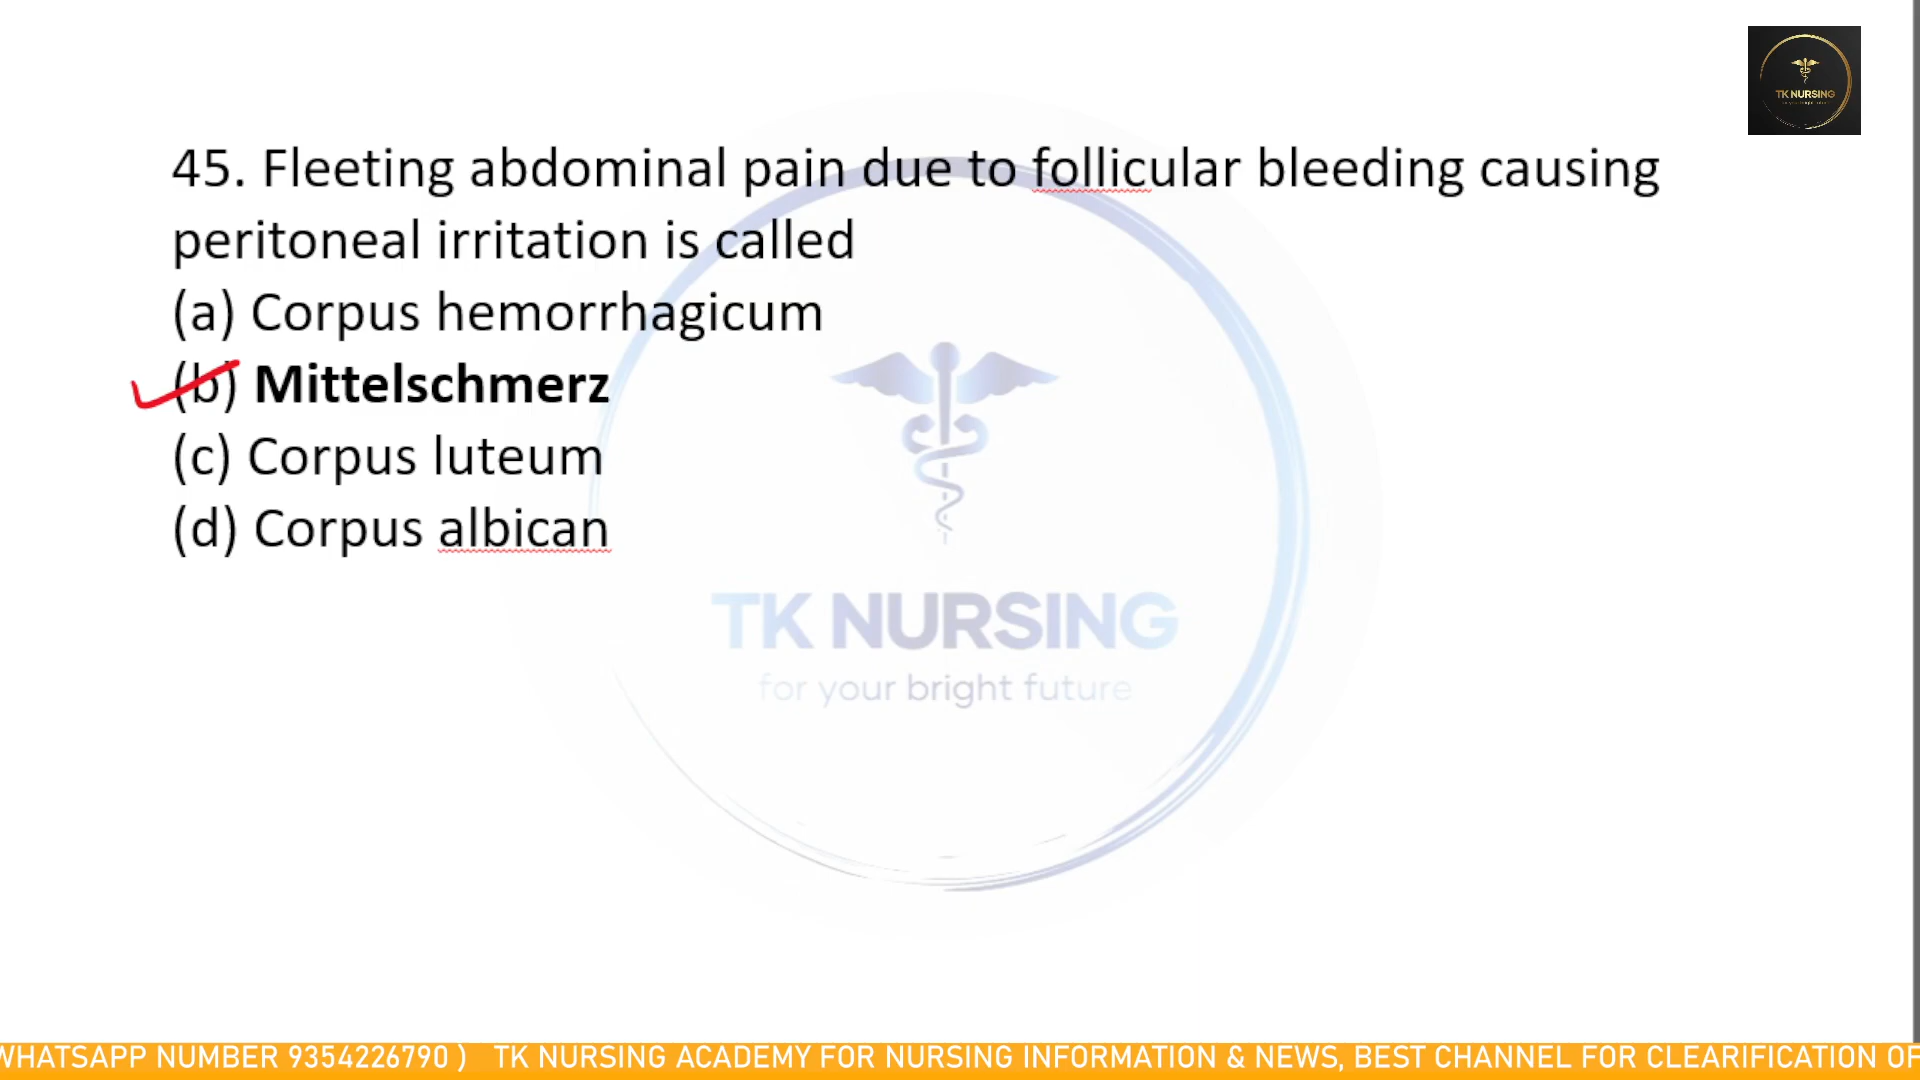 TK NURSING
45. Fleeting abdominal pain due to follicular bleeding causing
peritoneal irritation is called
(a) Corpus hemorrhagicum
(b) Mittelschmerz
(c) Corpus luteum
(d) Corpus albican
TK NURSING
for your bright future
WHATSAPP NUMBER 9354226790 ) TK NURSING ACADEMY FOR NURSING INFORMATION & NEWS, BEST CHANNEL FOR CLEARIFICATION OF